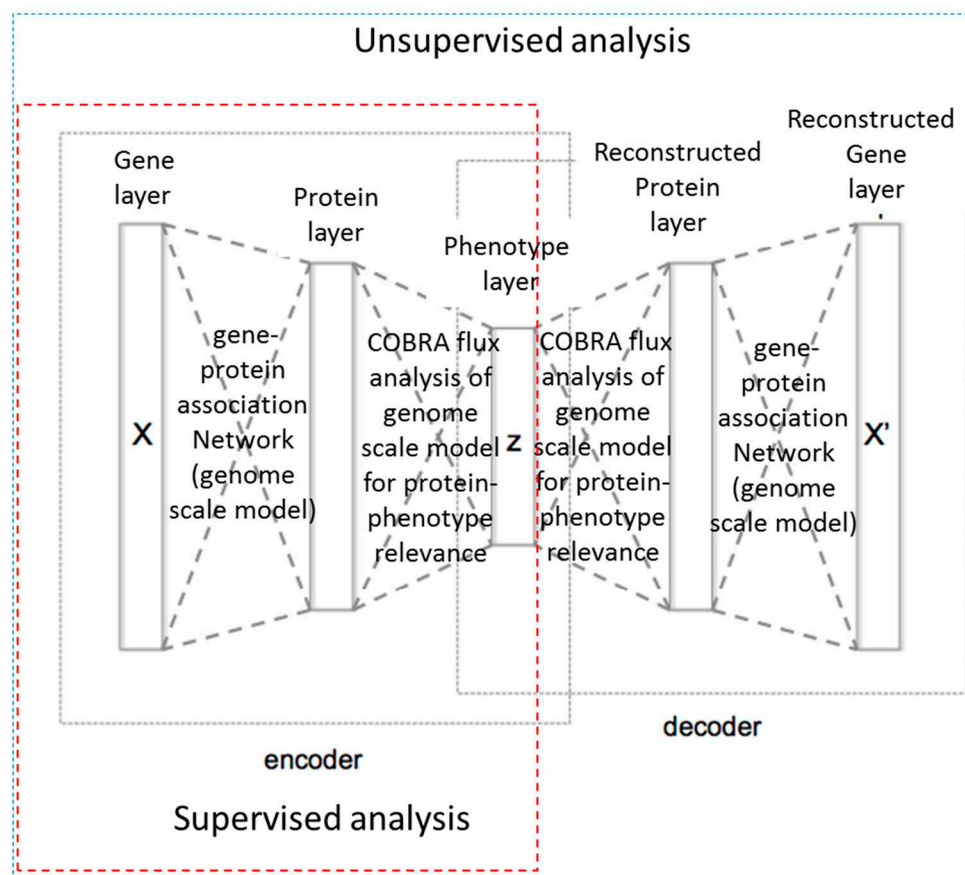 Unsupervised analysis
Gene
layer
Protein
layer
Phenotype
layer
Reconstructed
Protein
layer
Reconstructed
Gene
layer
X
gene-
protein
association
Network
(genome
scale model)
COBRA flux
analysis of
genome
scale model
for protein-
phenotype
relevance
z
COBRA flux
analysis of
genome
scale model
for protein-
phenotype
relevance
gene-
protein
association
Network
(genome
scale model)
X'
encoder
decoder
Supervised analysis